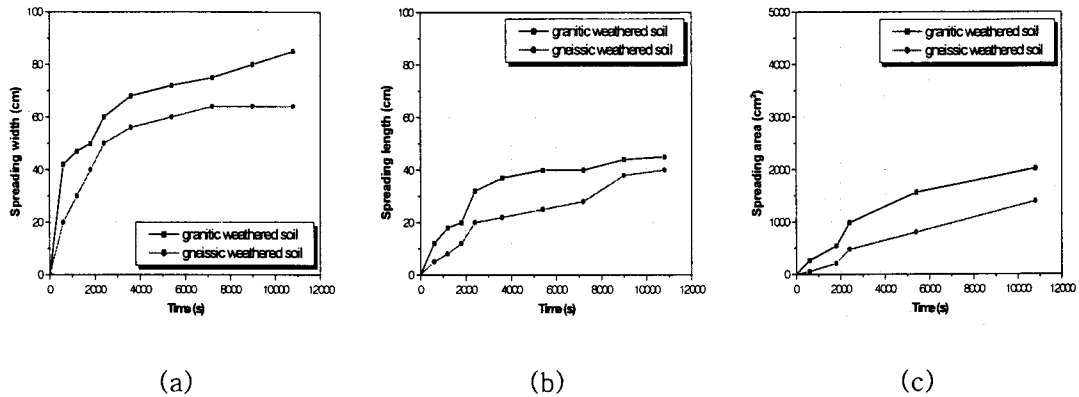 100
80
60
40
20
0
Spreading width (cm)
granitic weathered soil
gneissic weathered soil
0 2000 4000 6000 8000 10000 12000
Time (s)
(a)
100
80
60
40
20
0
Spreading length (cm)
granitic weathered soil
gneissic weathered soil
0 2000 4000 6000 8000 10000 12000
Time (s)
(b)
5000
4000
3000
2000
1000
0
Spreading area (cm²)
granitic weathered soil
gneissic weathered soil
0 2000 4000 6000 8000 10000 12000
Time (s)
(c)